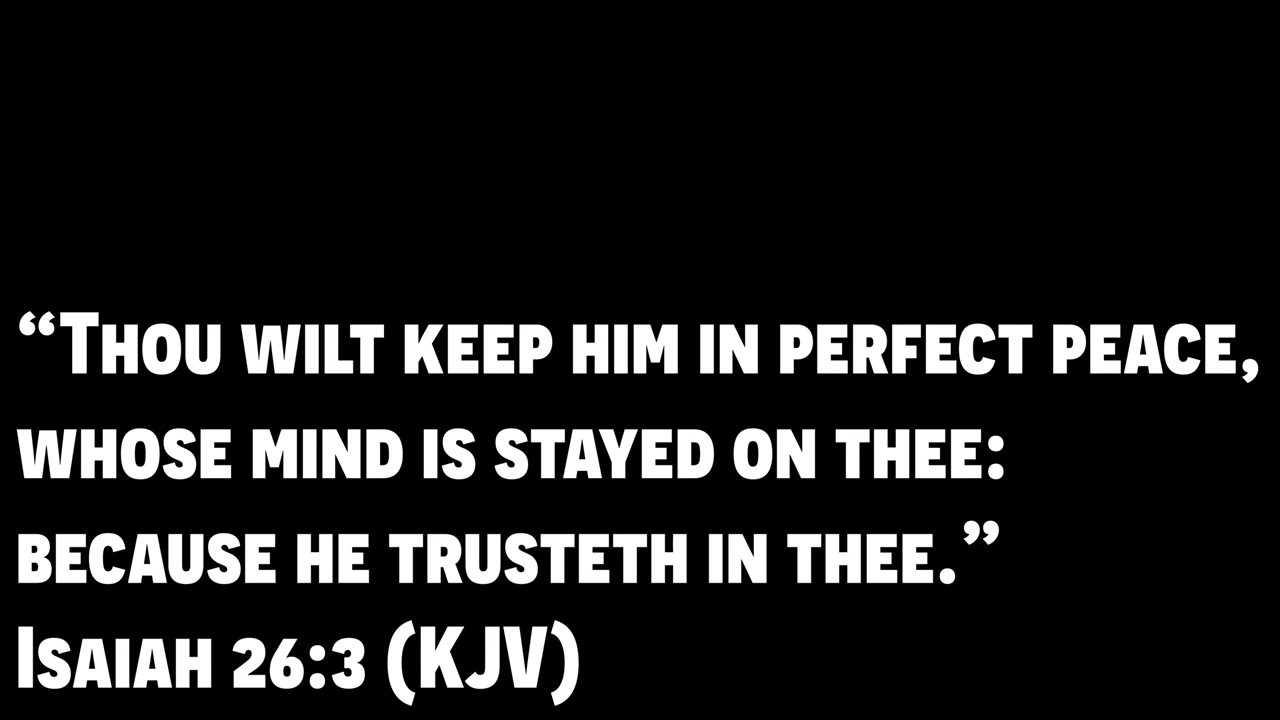 “Thou wilt keep him in perfect peace,
whose mind is stayed on thee:
because he trusteth in thee.”
Isaiah 26:3 (KJV)